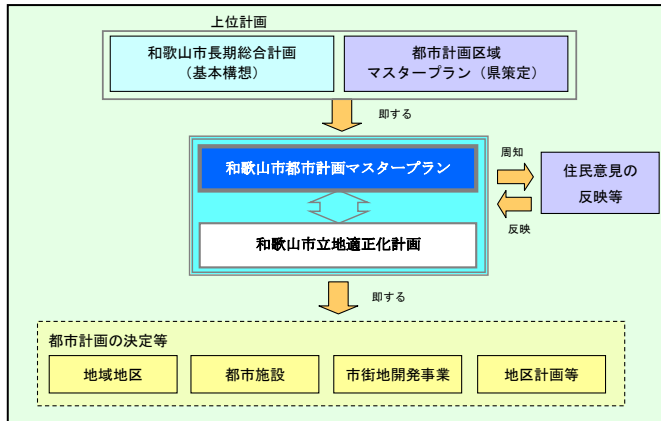 上位計画
和歌山市長期総合計画
（基本構想）
都市計画区域
マスタープラン（県策定）
即する
和歌山市都市計画マスタープラン
周知
住民意見の
反映等
反映
和歌山市立地適正化計画
即する
都市計画の決定等
地域地区
都市施設
市街地開発事業
地区計画等